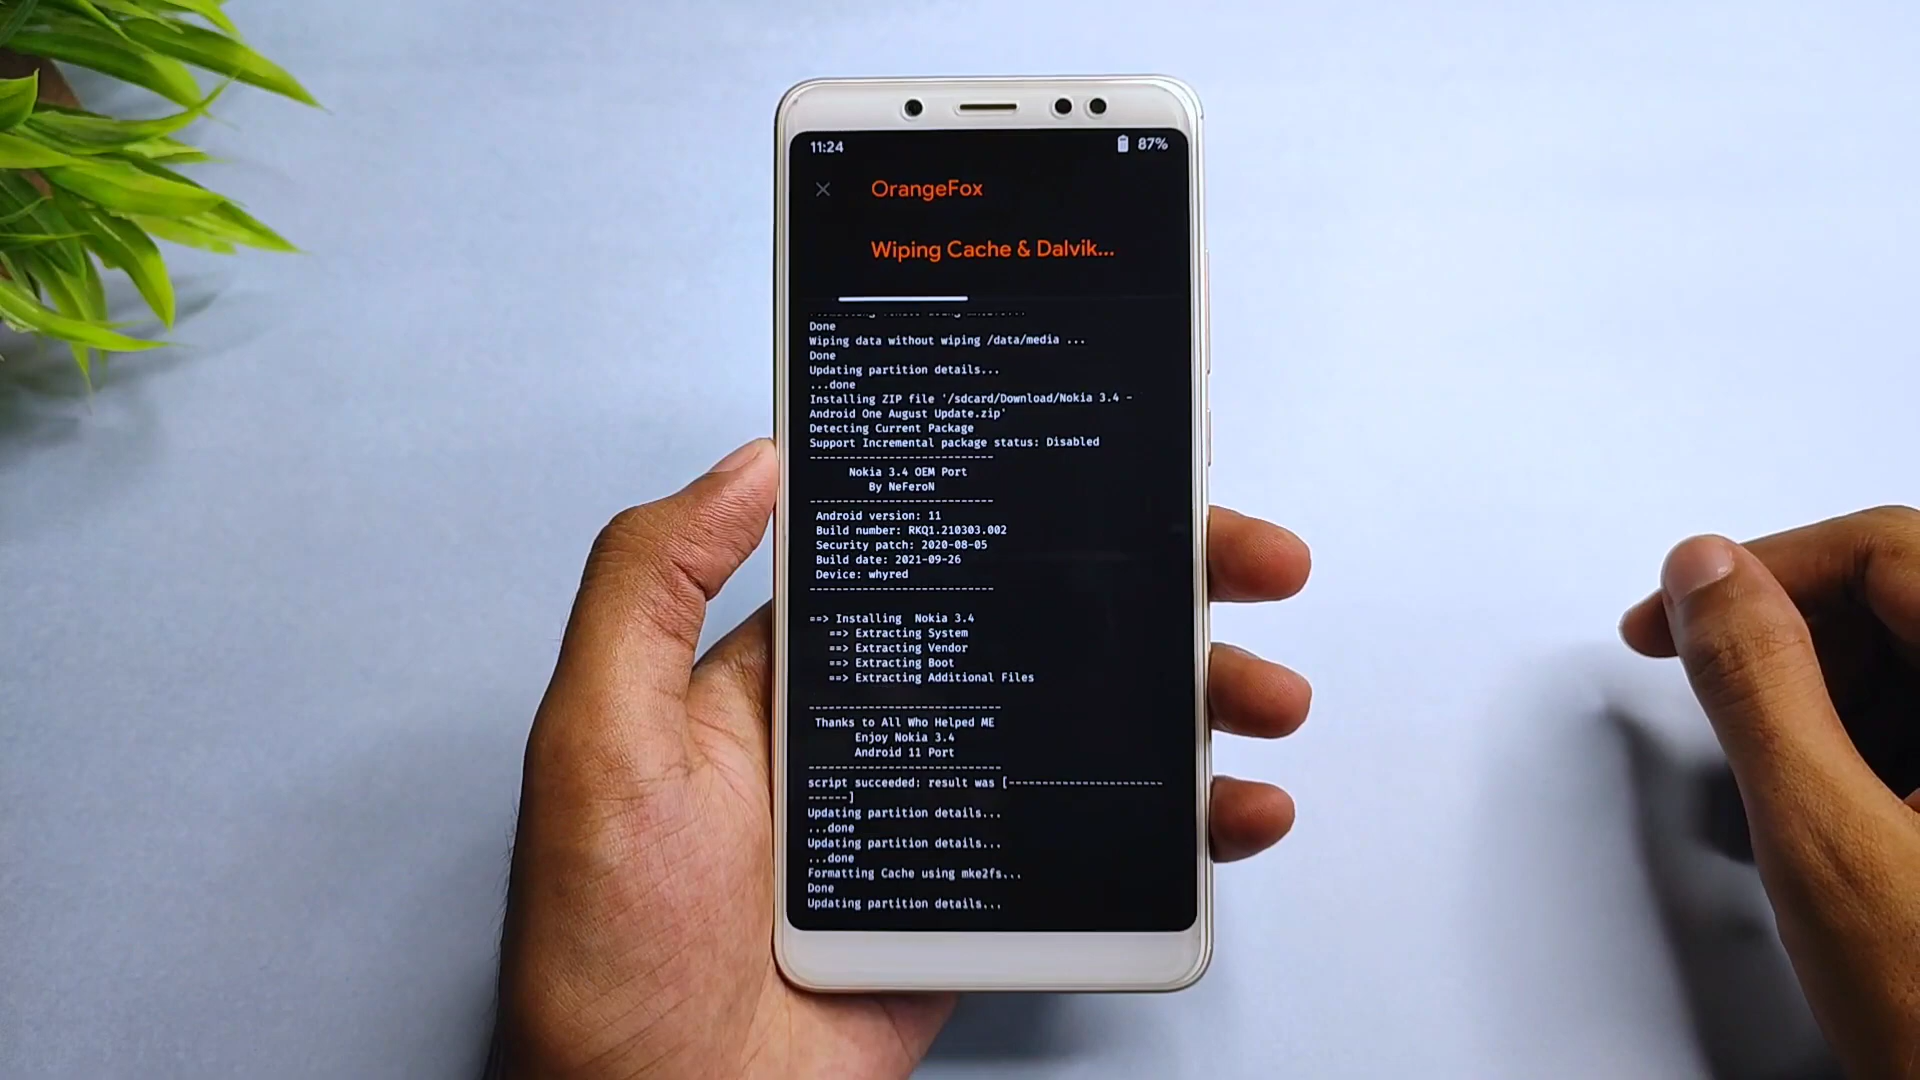 11:24
87%
OrangeFox
Wiping Cache & Dalvik...
Done
Wiping data without wiping /data/media ...
Done
Updating partition details...
...done
Installing ZIP file '/sdcard/Download/Nokia 3.4 -
Android One August Update.zip'
Detecting Current Package
Support Incremental package status: Disabled
----------------------------
Nokia 3.4 OEM Port
By NeFeroN
----------------------------
Android version: 11
Build number: RKQ1.210303.002
Security patch: 2020-08-05
Build date: 2021-09-26
Device: whyred
----------------------------
==> Installing  Nokia 3.4
==> Extracting System
==> Extracting Vendor
==> Extracting Boot
==> Extracting Additional Files
-----------------------------
Thanks to All Who Helped ME
Enjoy Nokia 3.4
Android 11 Port
-----------------------------
script succeeded: result was [-----------------------
------]
Updating partition details...
...done
Updating partition details...
...done
Formatting Cache using mke2fs...
Done
Updating partition details...